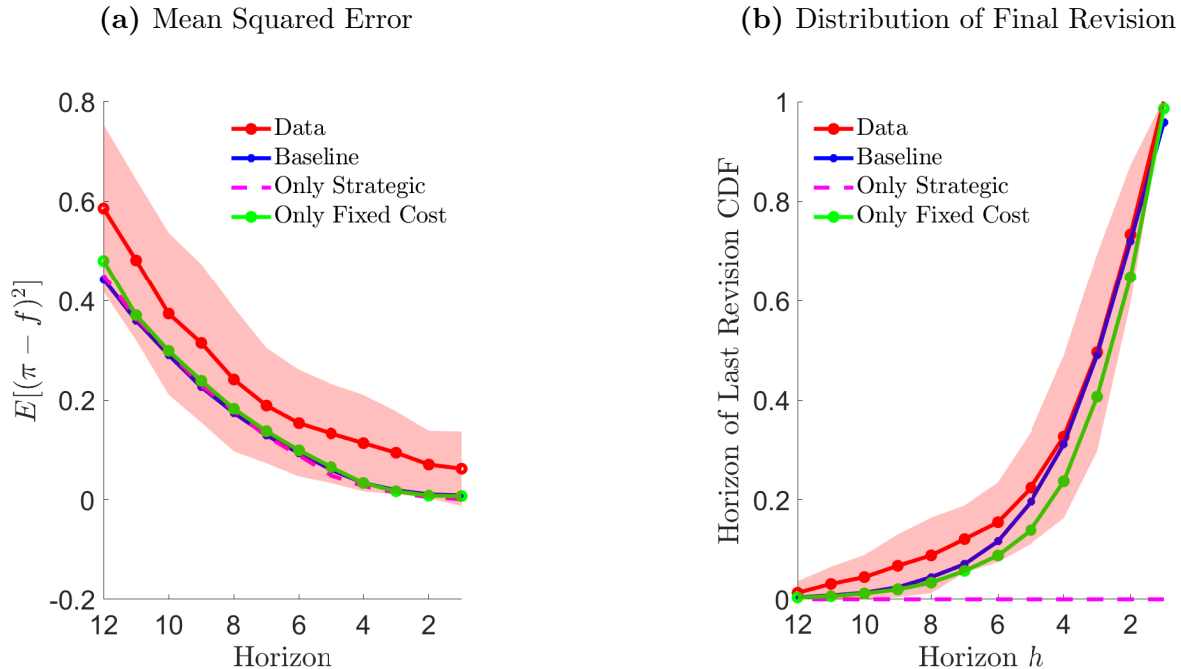 (a) Mean Squared Error
0.8
0.6
0.4
0.2
0
-0.2
12 10 8 6 4 2
Horizon
E[(π − f)²]
Data
Baseline
Only Strategic
Only Fixed Cost
(b) Distribution of Final Revision
1
0.8
0.6
0.4
0.2
0
12 10 8 6 4 2
Horizon h
Horizon of Last Revision CDF
Data
Baseline
Only Strategic
Only Fixed Cost